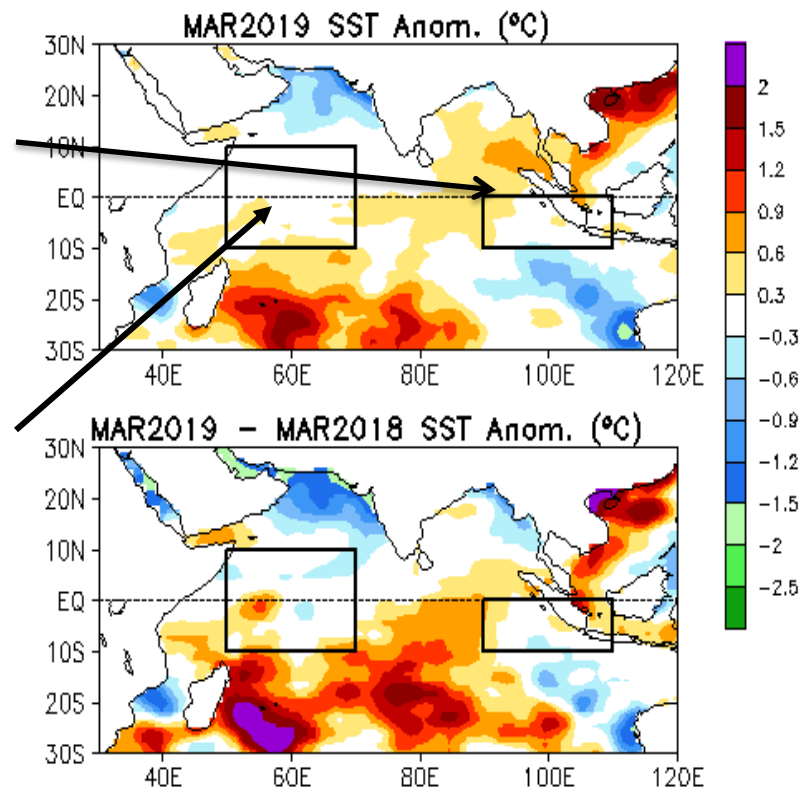 MAR2019 SST Anom. (ºC)
30N
20N
10N
EQ
10S
20S
30S
40E 60E 80E 100E 120E
2
1.5
1.2
0.9
0.6
0.3
-0.3
-0.6
-0.9
-1.2
-1.5
-2
-2.5
MAR2019 - MAR2018 SST Anom. (ºC)
30N
20N
10N
EQ
10S
20S
30S
40E 60E 80E 100E 120E